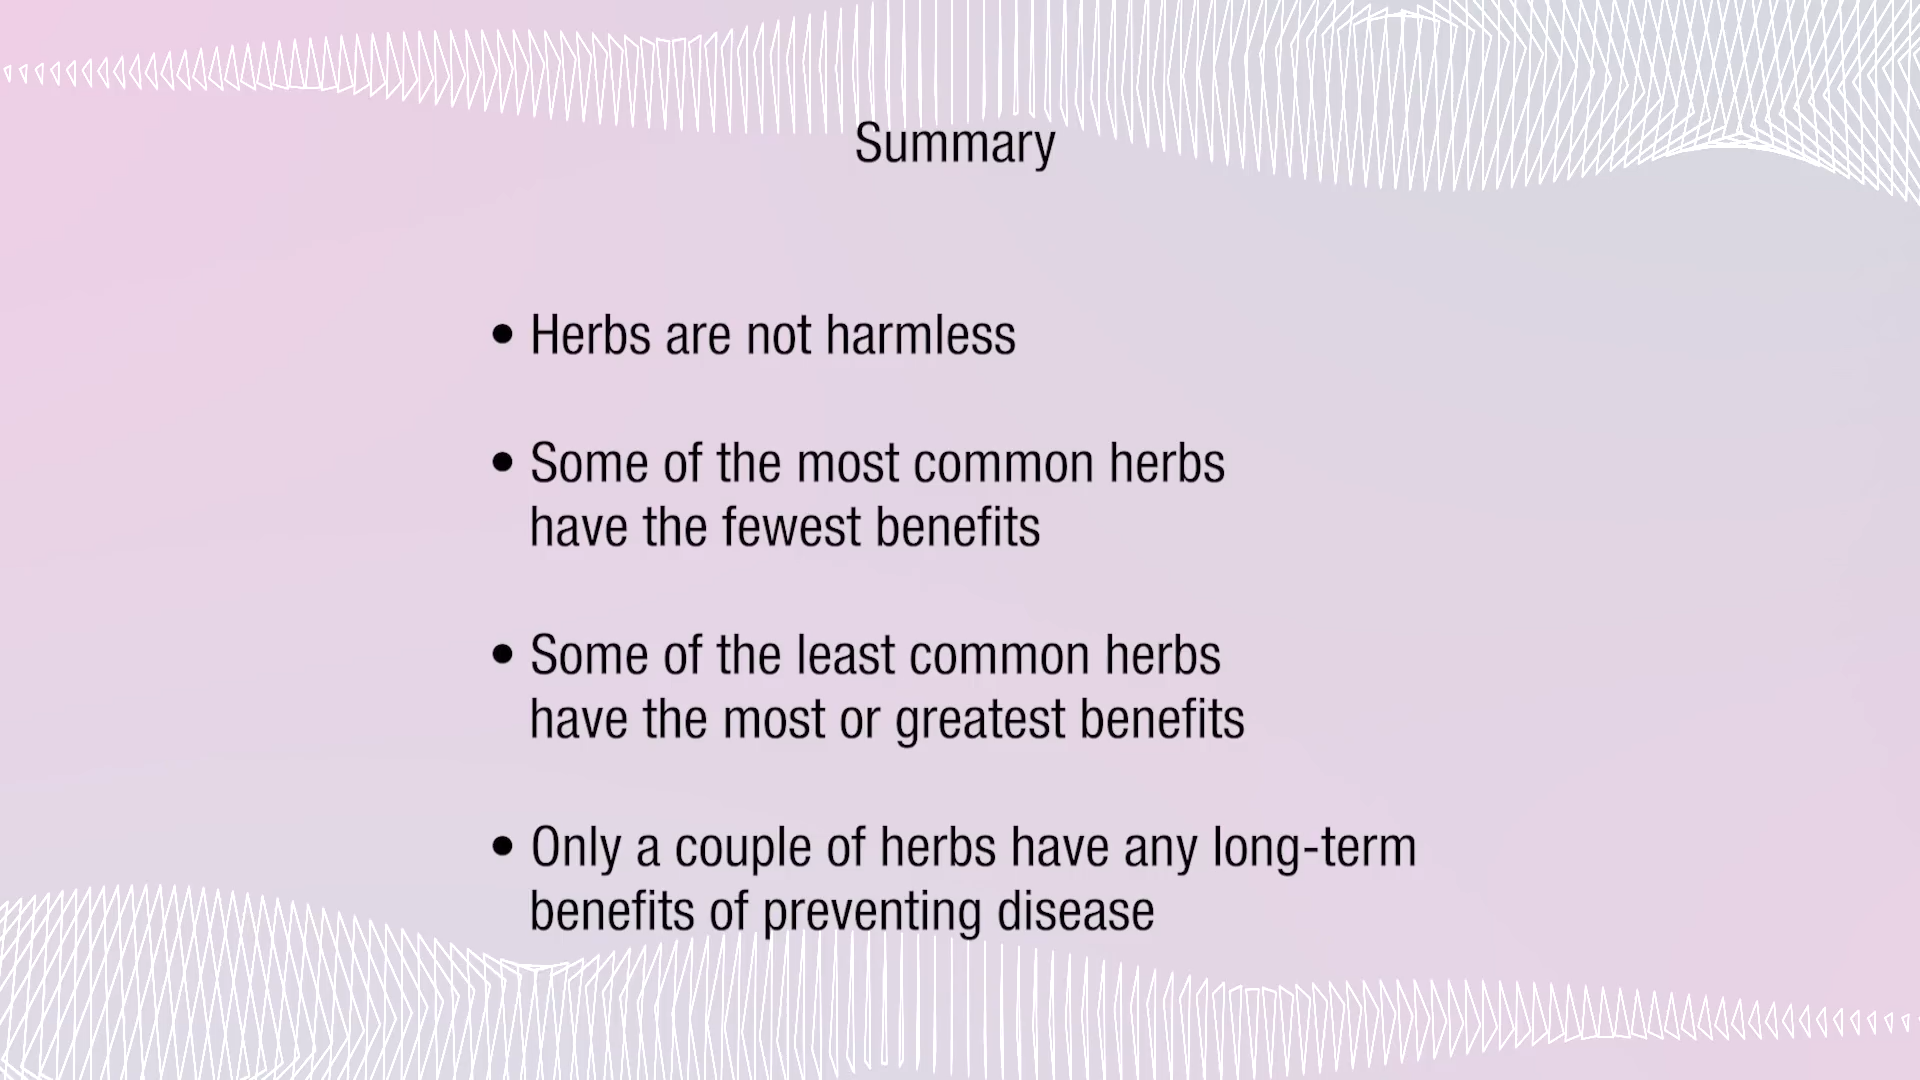 Summary
• Herbs are not harmless
• Some of the most common herbs
have the fewest benefits
• Some of the least common herbs
have the most or greatest benefits
• Only a couple of herbs have any long-term
benefits of preventing disease